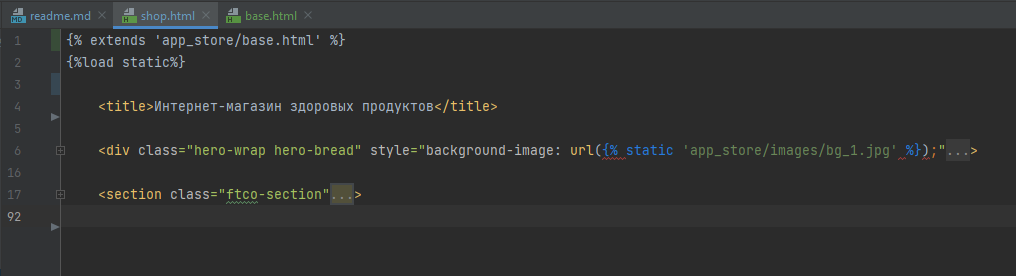 readme.md shop.html base.html
1 {% extends 'app_store/base.html' %}
2 {%load static%}
3
4 <title>Интернет-магазин здоровых продуктов</title>
5
6 <div class="hero-wrap hero-bread" style="background-image: url({% static 'app_store/images/bg_1.jpg' %});"...>
16
17 <section class="ftco-section"...>
92